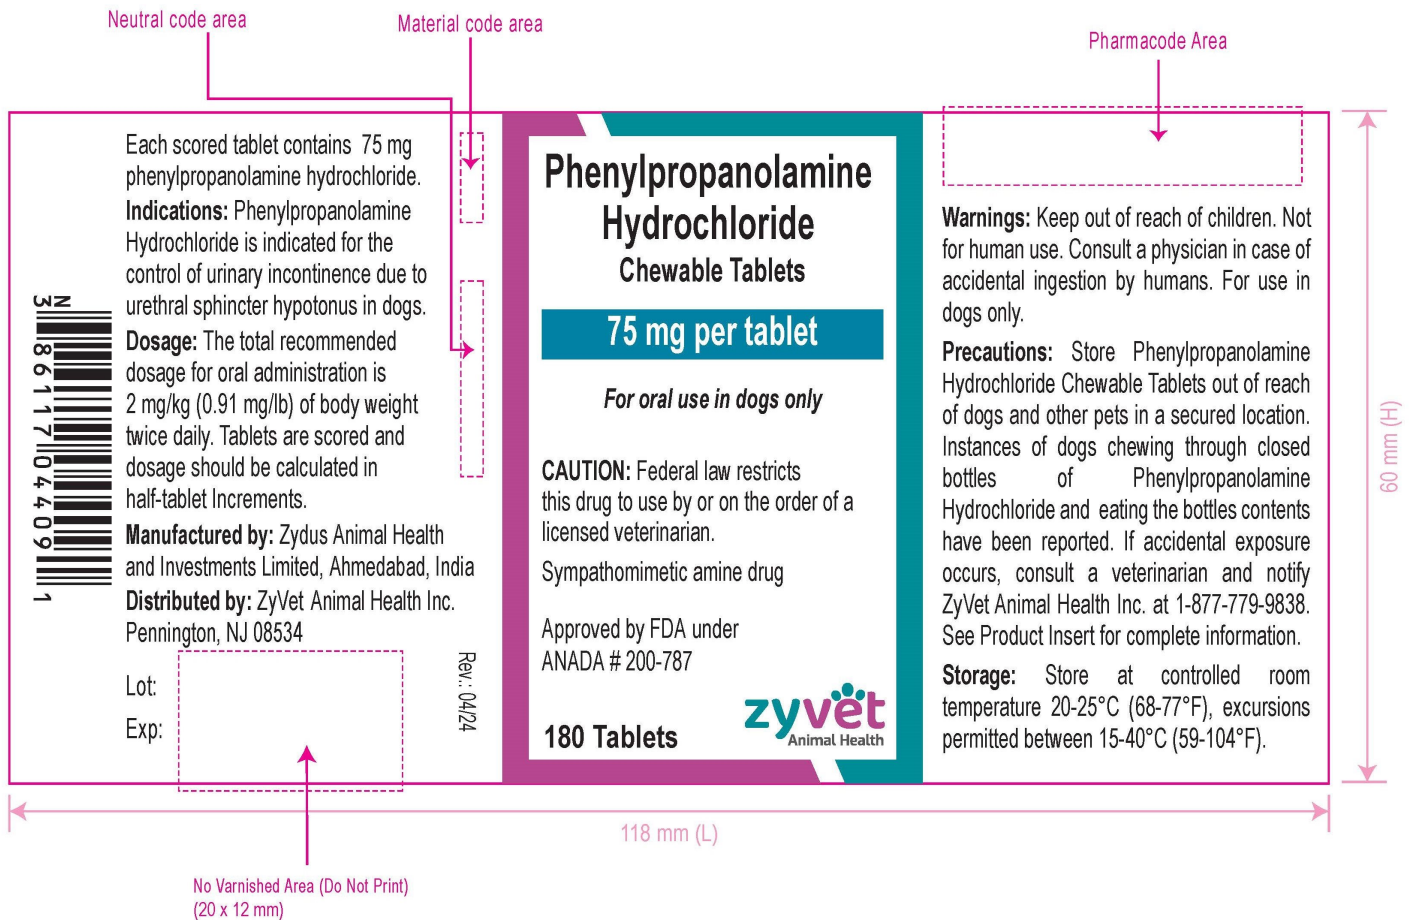 Neutral code area
Material code area
Pharmacode Area
Each scored tablet contains 75 mg
phenylpropanolamine hydrochloride.
Indications: Phenylpropanolamine
Hydrochloride is indicated for the
control of urinary incontinence due to
urethral sphincter hypotonus in dogs.
Dosage: The total recommended
dosage for oral administration is
2 mg/kg (0.91 mg/lb) of body weight
twice daily. Tablets are scored and
dosage should be calculated in
half-tablet Increments.
Manufactured by: Zydus Animal Health
and Investments Limited, Ahmedabad, India
Distributed by: ZyVet Animal Health Inc.
Pennington, NJ 08534
Lot:
Exp:
N
3 86117 04409 1
Rev.: 04/24
Phenylpropanolamine
Hydrochloride
Chewable Tablets
75 mg per tablet
For oral use in dogs only
CAUTION: Federal law restricts
this drug to use by or on the order of a
licensed veterinarian.
Sympathomimetic amine drug
Approved by FDA under
ANADA # 200-787
180 Tablets
zyvet
Animal Health
Warnings: Keep out of reach of children. Not
for human use. Consult a physician in case of
accidental ingestion by humans. For use in
dogs only.
Precautions: Store Phenylpropanolamine
Hydrochloride Chewable Tablets out of reach
of dogs and other pets in a secured location.
Instances of dogs chewing through closed
bottles of Phenylpropanolamine
Hydrochloride and eating the bottles contents
have been reported. If accidental exposure
occurs, consult a veterinarian and notify
ZyVet Animal Health Inc. at 1-877-779-9838.
See Product Insert for complete information.
Storage: Store at controlled room
temperature 20-25°C (68-77°F), excursions
permitted between 15-40°C (59-104°F).
60 mm (H)
118 mm (L)
No Varnished Area (Do Not Print)
(20 x 12 mm)